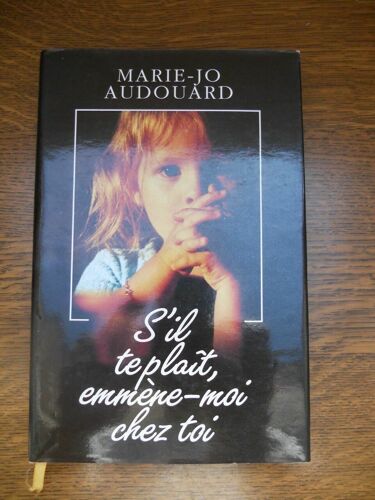 MARIE-JO
AUDOUARD
S'il
te plaît,
emmène-moi
chez toi